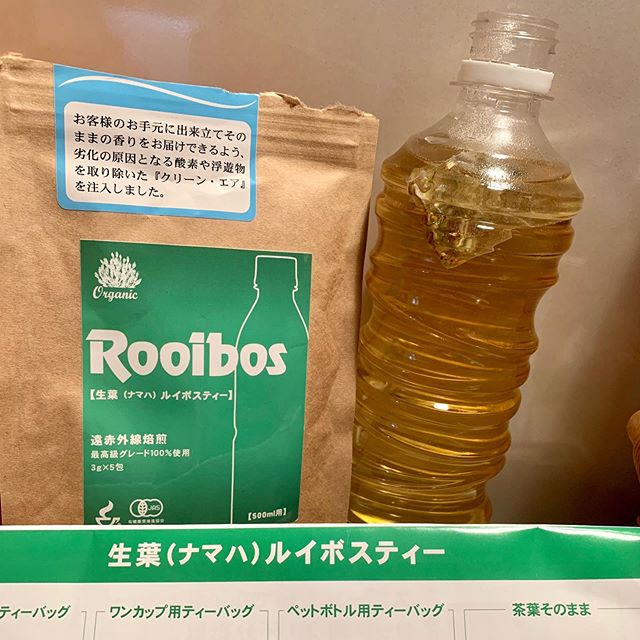 お客様のお手元に出来立てその
ままの香りをお届けできるよう、
劣化の原因となる酸素や浮遊物
を取り除いた『クリーン・エア』
を注入しました。
Organic
Rooibos
【生葉（ナマハ）ルイボスティー】
遠赤外線焙煎
最高級グレード100%使用
3g×5包
JAS
【500ml用】
生葉（ナマハ）ルイボスティー
ティーバッグ
ワンカップ用ティーバッグ
ペットボトル用ティーバッグ
茶葉そのまま